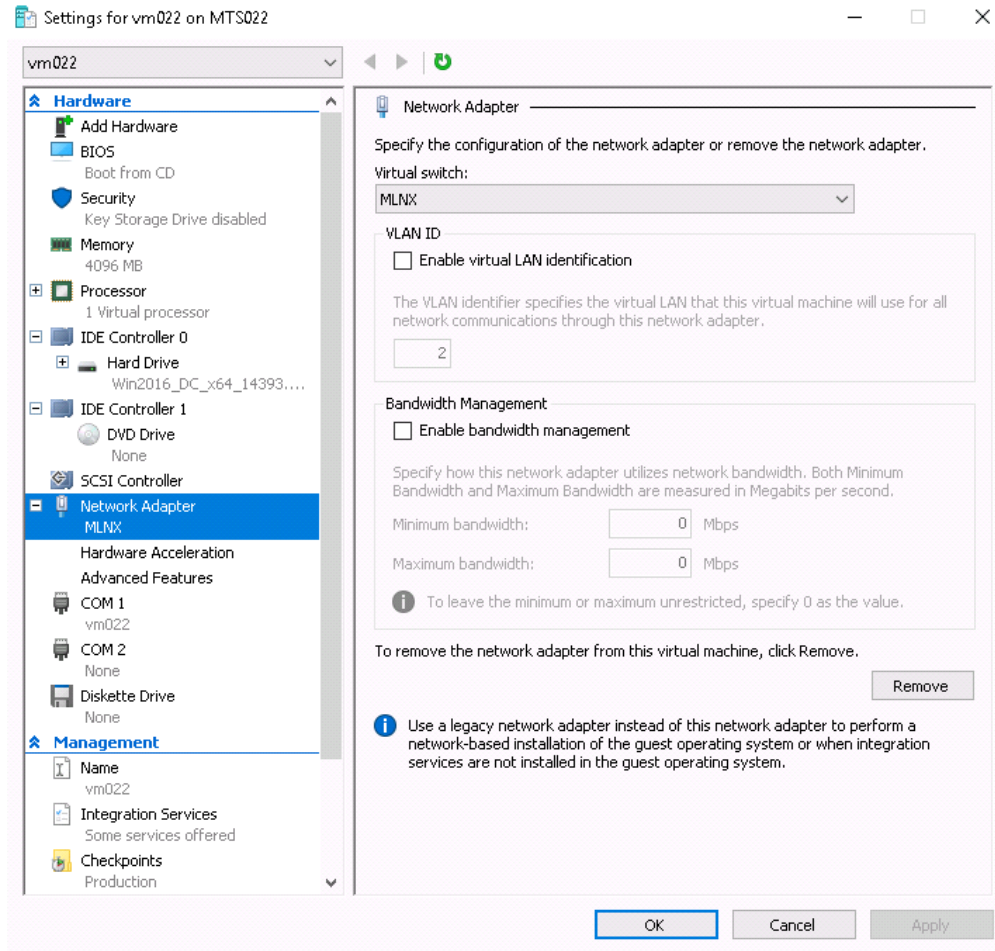 Settings for vm022 on MTS022
vm022
Hardware
Add Hardware
BIOS
Boot from CD
Security
Key Storage Drive disabled
Memory
4096 MB
Processor
1 Virtual processor
IDE Controller 0
Hard Drive
Win2016_DC_x64_14393....
IDE Controller 1
DVD Drive
None
SCSI Controller
Network Adapter
MLNX
Hardware Acceleration
Advanced Features
COM 1
vm022
COM 2
None
Diskette Drive
None
Management
Name
vm022
Integration Services
Some services offered
Checkpoints
Production
Network Adapter
Specify the configuration of the network adapter or remove the network adapter.
Virtual switch:
MLNX
VLAN ID
Enable virtual LAN identification
The VLAN identifier specifies the virtual LAN that this virtual machine will use for all
network communications through this network adapter.
2
Bandwidth Management
Enable bandwidth management
Specify how this network adapter utilizes network bandwidth. Both Minimum
Bandwidth and Maximum Bandwidth are measured in Megabits per second.
Minimum bandwidth: 0 Mbps
Maximum bandwidth: 0 Mbps
To leave the minimum or maximum unrestricted, specify 0 as the value.
To remove the network adapter from this virtual machine, click Remove.
Remove
Use a legacy network adapter instead of this network adapter to perform a
network-based installation of the guest operating system or when integration
services are not installed in the guest operating system.
OK Cancel Apply